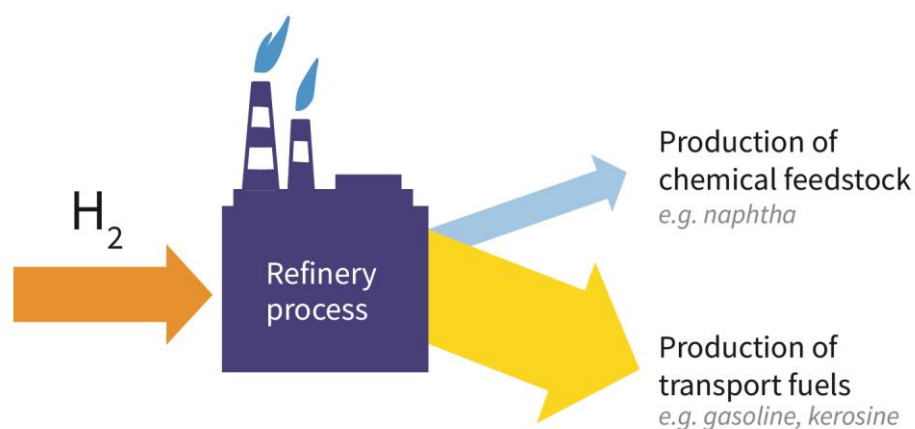 H₂
Refinery
process
Production of
chemical feedstock
e.g. naphtha
Production of
transport fuels
e.g. gasoline, kerosine